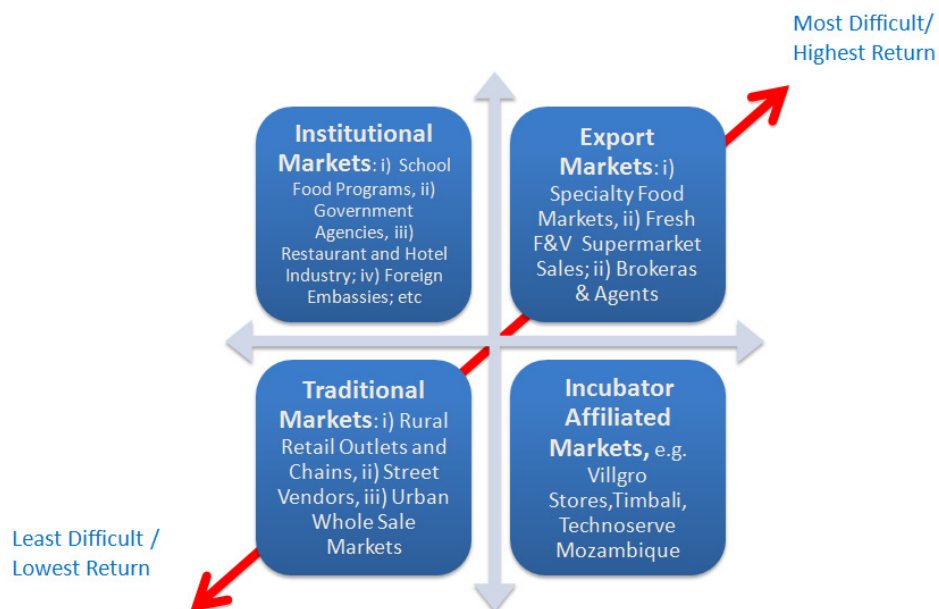 Most Difficult/
Highest Return
Institutional
Markets: i) School
Food Programs, ii)
Government
Agencies, iii)
Restaurant and Hotel
Industry; iv) Foreign
Embassies; etc
Export
Markets: i)
Specialty Food
Markets, ii) Fresh
F&V Supermarket
Sales; ii) Brokeras
& Agents
Traditional
Markets: i) Rural
Retail Outlets and
Chains, ii) Street
Vendors, iii) Urban
Whole Sale
Markets
Incubator
Affiliated
Markets, e.g.
Villgro
Stores,Timbali,
Technoserve
Mozambique
Least Difficult /
Lowest Return